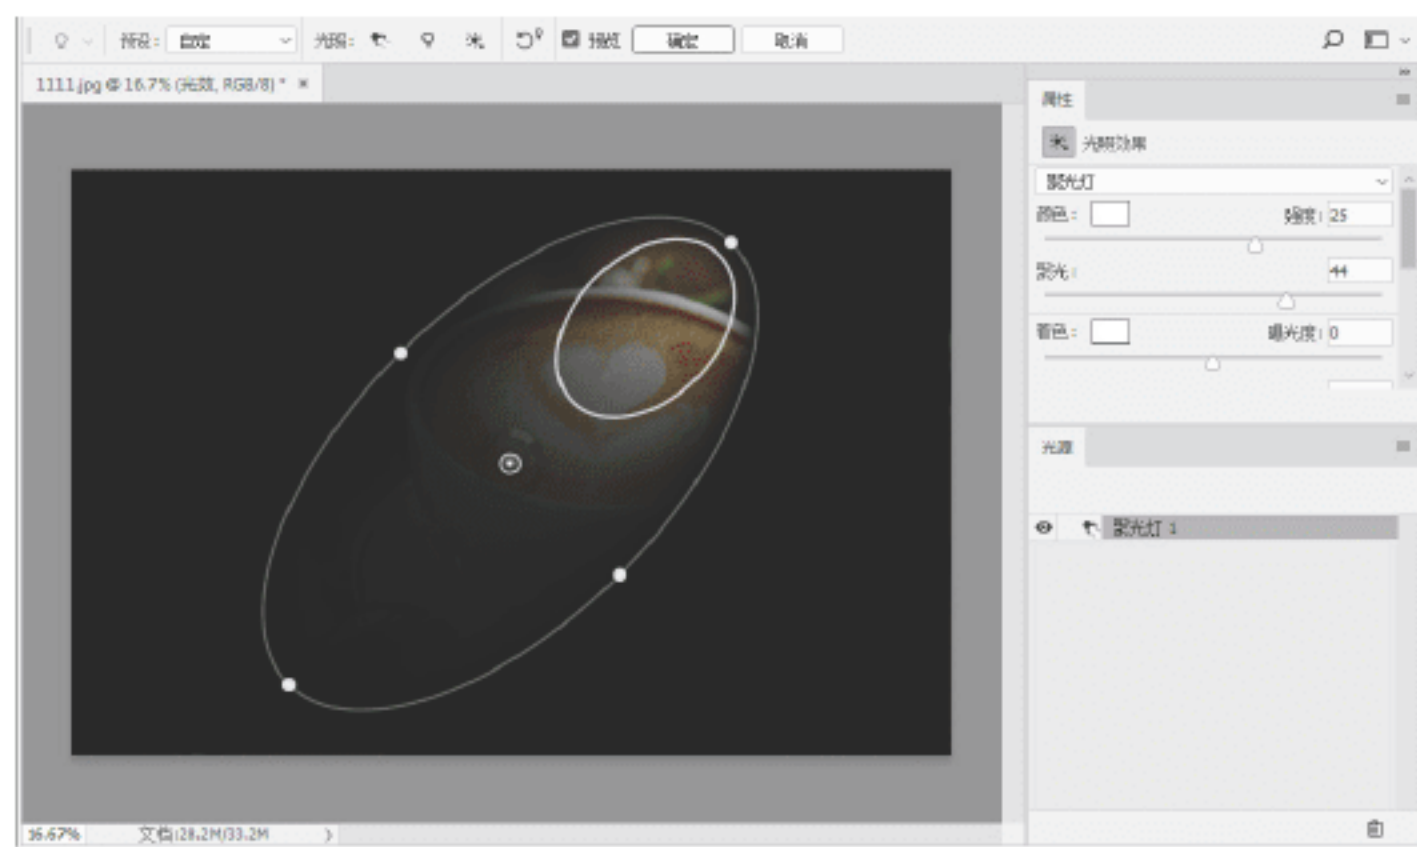 预设： 自定 光照： 预览 确定 取消
1111.jpg @ 16.7% (光效, RGB/8) * ×
属性
光照效果
聚光灯
颜色： 强度： 25
聚光： 44
着色： 曝光度： 0
光源
聚光灯 1
16.67% 文档:28.2M/33.2M